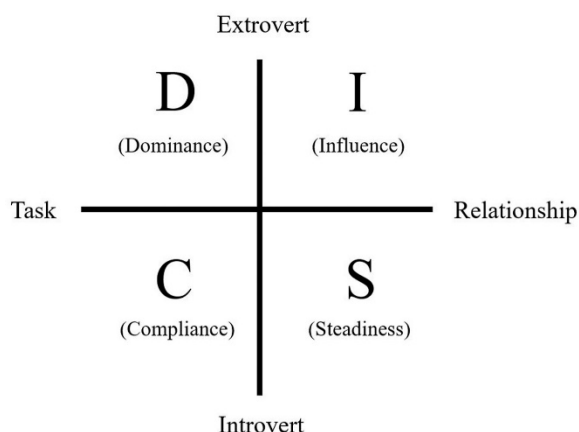 Extrovert
D I
(Dominance) (Influence)
Task Relationship
C S
(Compliance) (Steadiness)
Introvert